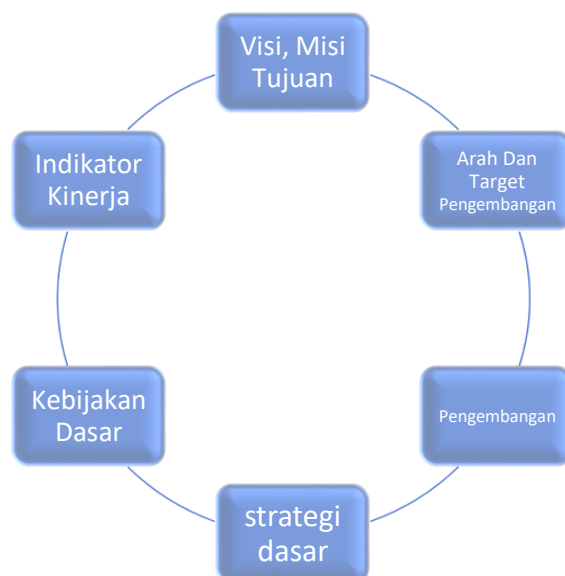 Visi, Misi
Tujuan
Arah Dan
Target
Pengembangan
Pengembangan
strategi
dasar
Kebijakan
Dasar
Indikator
Kinerja